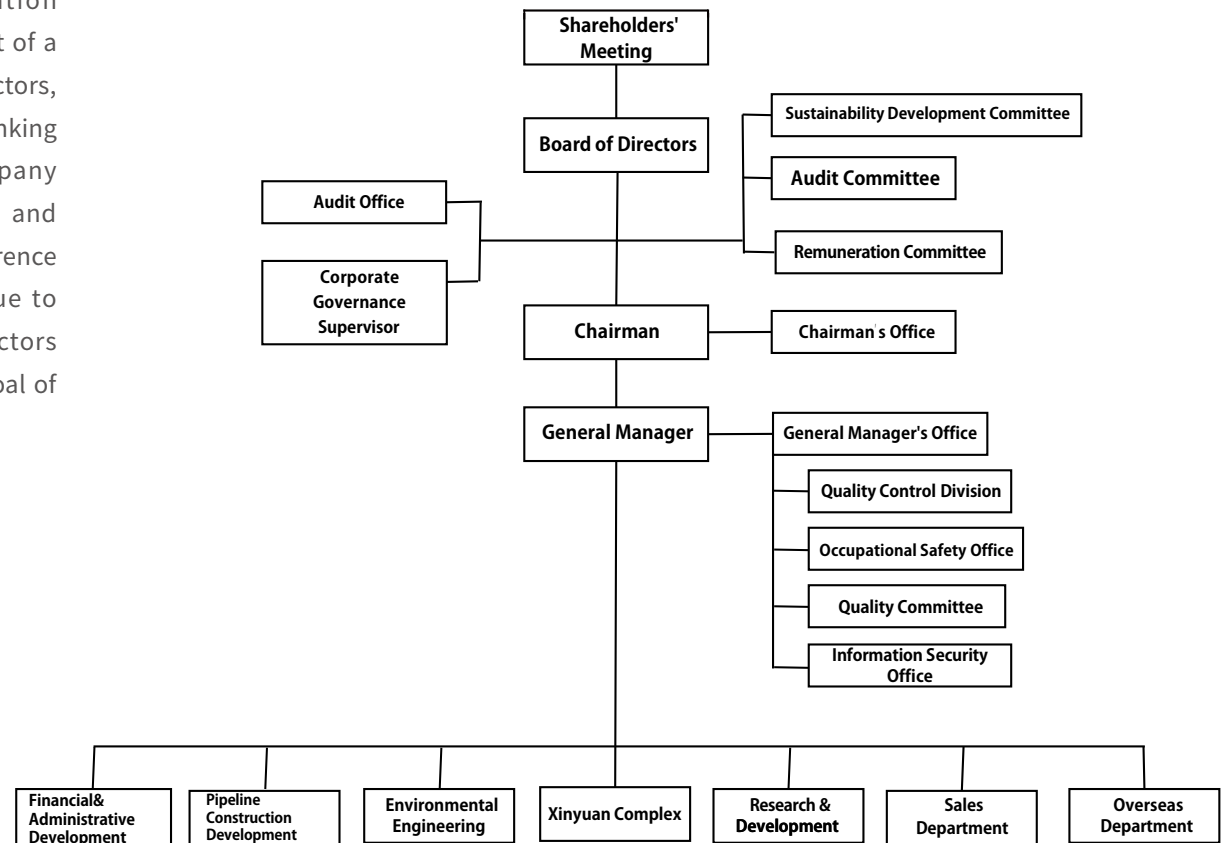 t of a
ctors,
nking
pany
and
rence
ue to
ctors
oal of
Shareholders'
Meeting
Board of Directors
Sustainability Development Committee
Audit Committee
Remuneration Committee
Audit Office
Corporate
Governance
Supervisor
Chairman
Chairman's Office
General Manager
General Manager's Office
Quality Control Division
Occupational Safety Office
Quality Committee
Information Security
Office
Financial&
Administrative
Development
Pipeline
Construction
Development
Environmental
Engineering
Xinyuan Complex
Research &
Development
Sales
Department
Overseas
Department